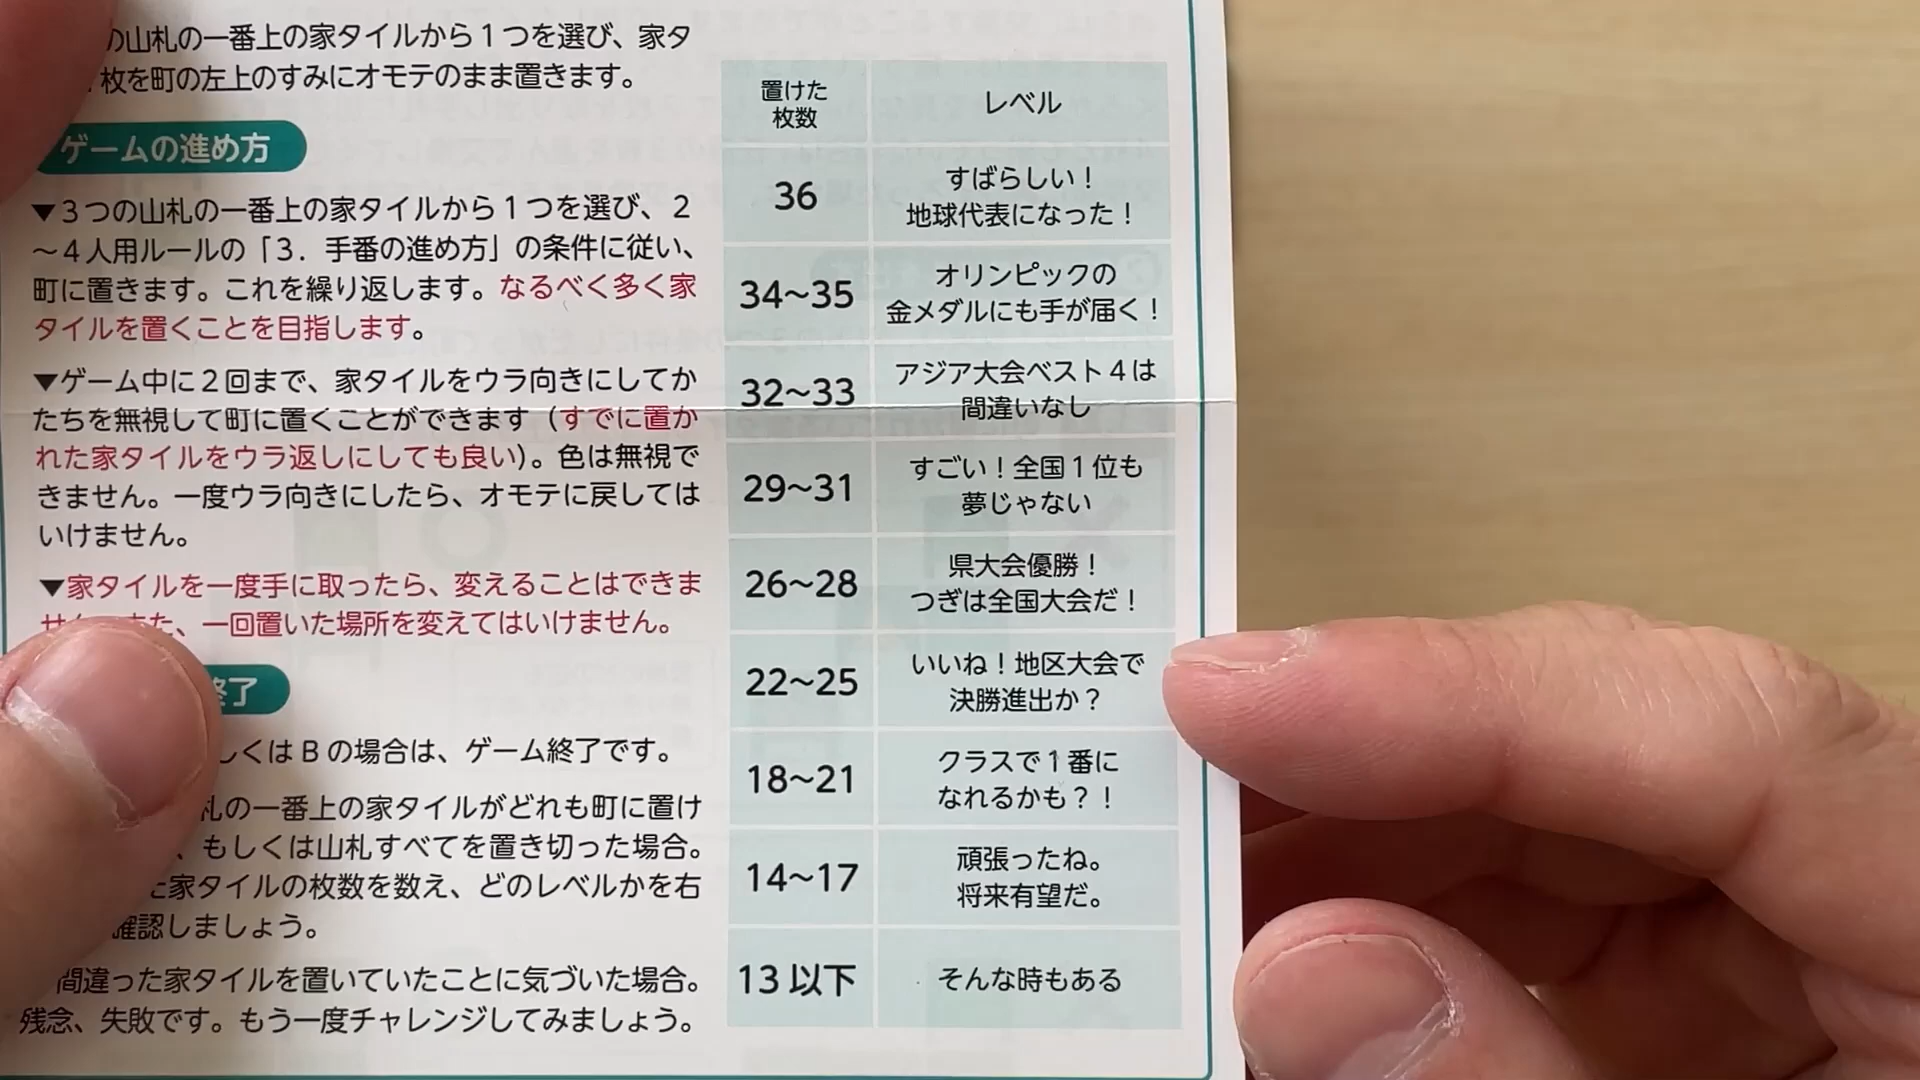 の山札の一番上の家タイルから1つを選び、家タ
枚を町の左上のすみにオモテのまま置きます。
ゲームの進め方
▼3つの山札の一番上の家タイルから1つを選び、2
～4人用ルールの「3．手番の進め方」の条件に従い、
町に置きます。これを繰り返します。なるべく多く家
タイルを置くことを目指します。
▼ゲーム中に2回まで、家タイルをウラ向きにしてか
たちを無視して町に置くことができます（すでに置か
れた家タイルをウラ返しにしても良い）。色は無視で
きません。一度ウラ向きにしたら、オモテに戻しては
いけません。
▼家タイルを一度手に取ったら、変えることはできま
せん。また、一回置いた場所を変えてはいけません。
終了
しくはBの場合は、ゲーム終了です。
札の一番上の家タイルがどれも町に置け
、もしくは山札すべてを置き切った場合。
た家タイルの枚数を数え、どのレベルかを右
確認しましょう。
間違った家タイルを置いていたことに気づいた場合。
残念、失敗です。もう一度チャレンジしてみましょう。
置けた
枚数
レベル
36
すばらしい！
地球代表になった！
34～35
オリンピックの
金メダルにも手が届く！
32～33
アジア大会ベスト4は
間違いなし
29～31
すごい！全国1位も
夢じゃない
26～28
県大会優勝！
つぎは全国大会だ！
22～25
いいね！地区大会で
決勝進出か？
18～21
クラスで1番に
なれるかも？！
14～17
頑張ったね。
将来有望だ。
13以下
そんな時もある